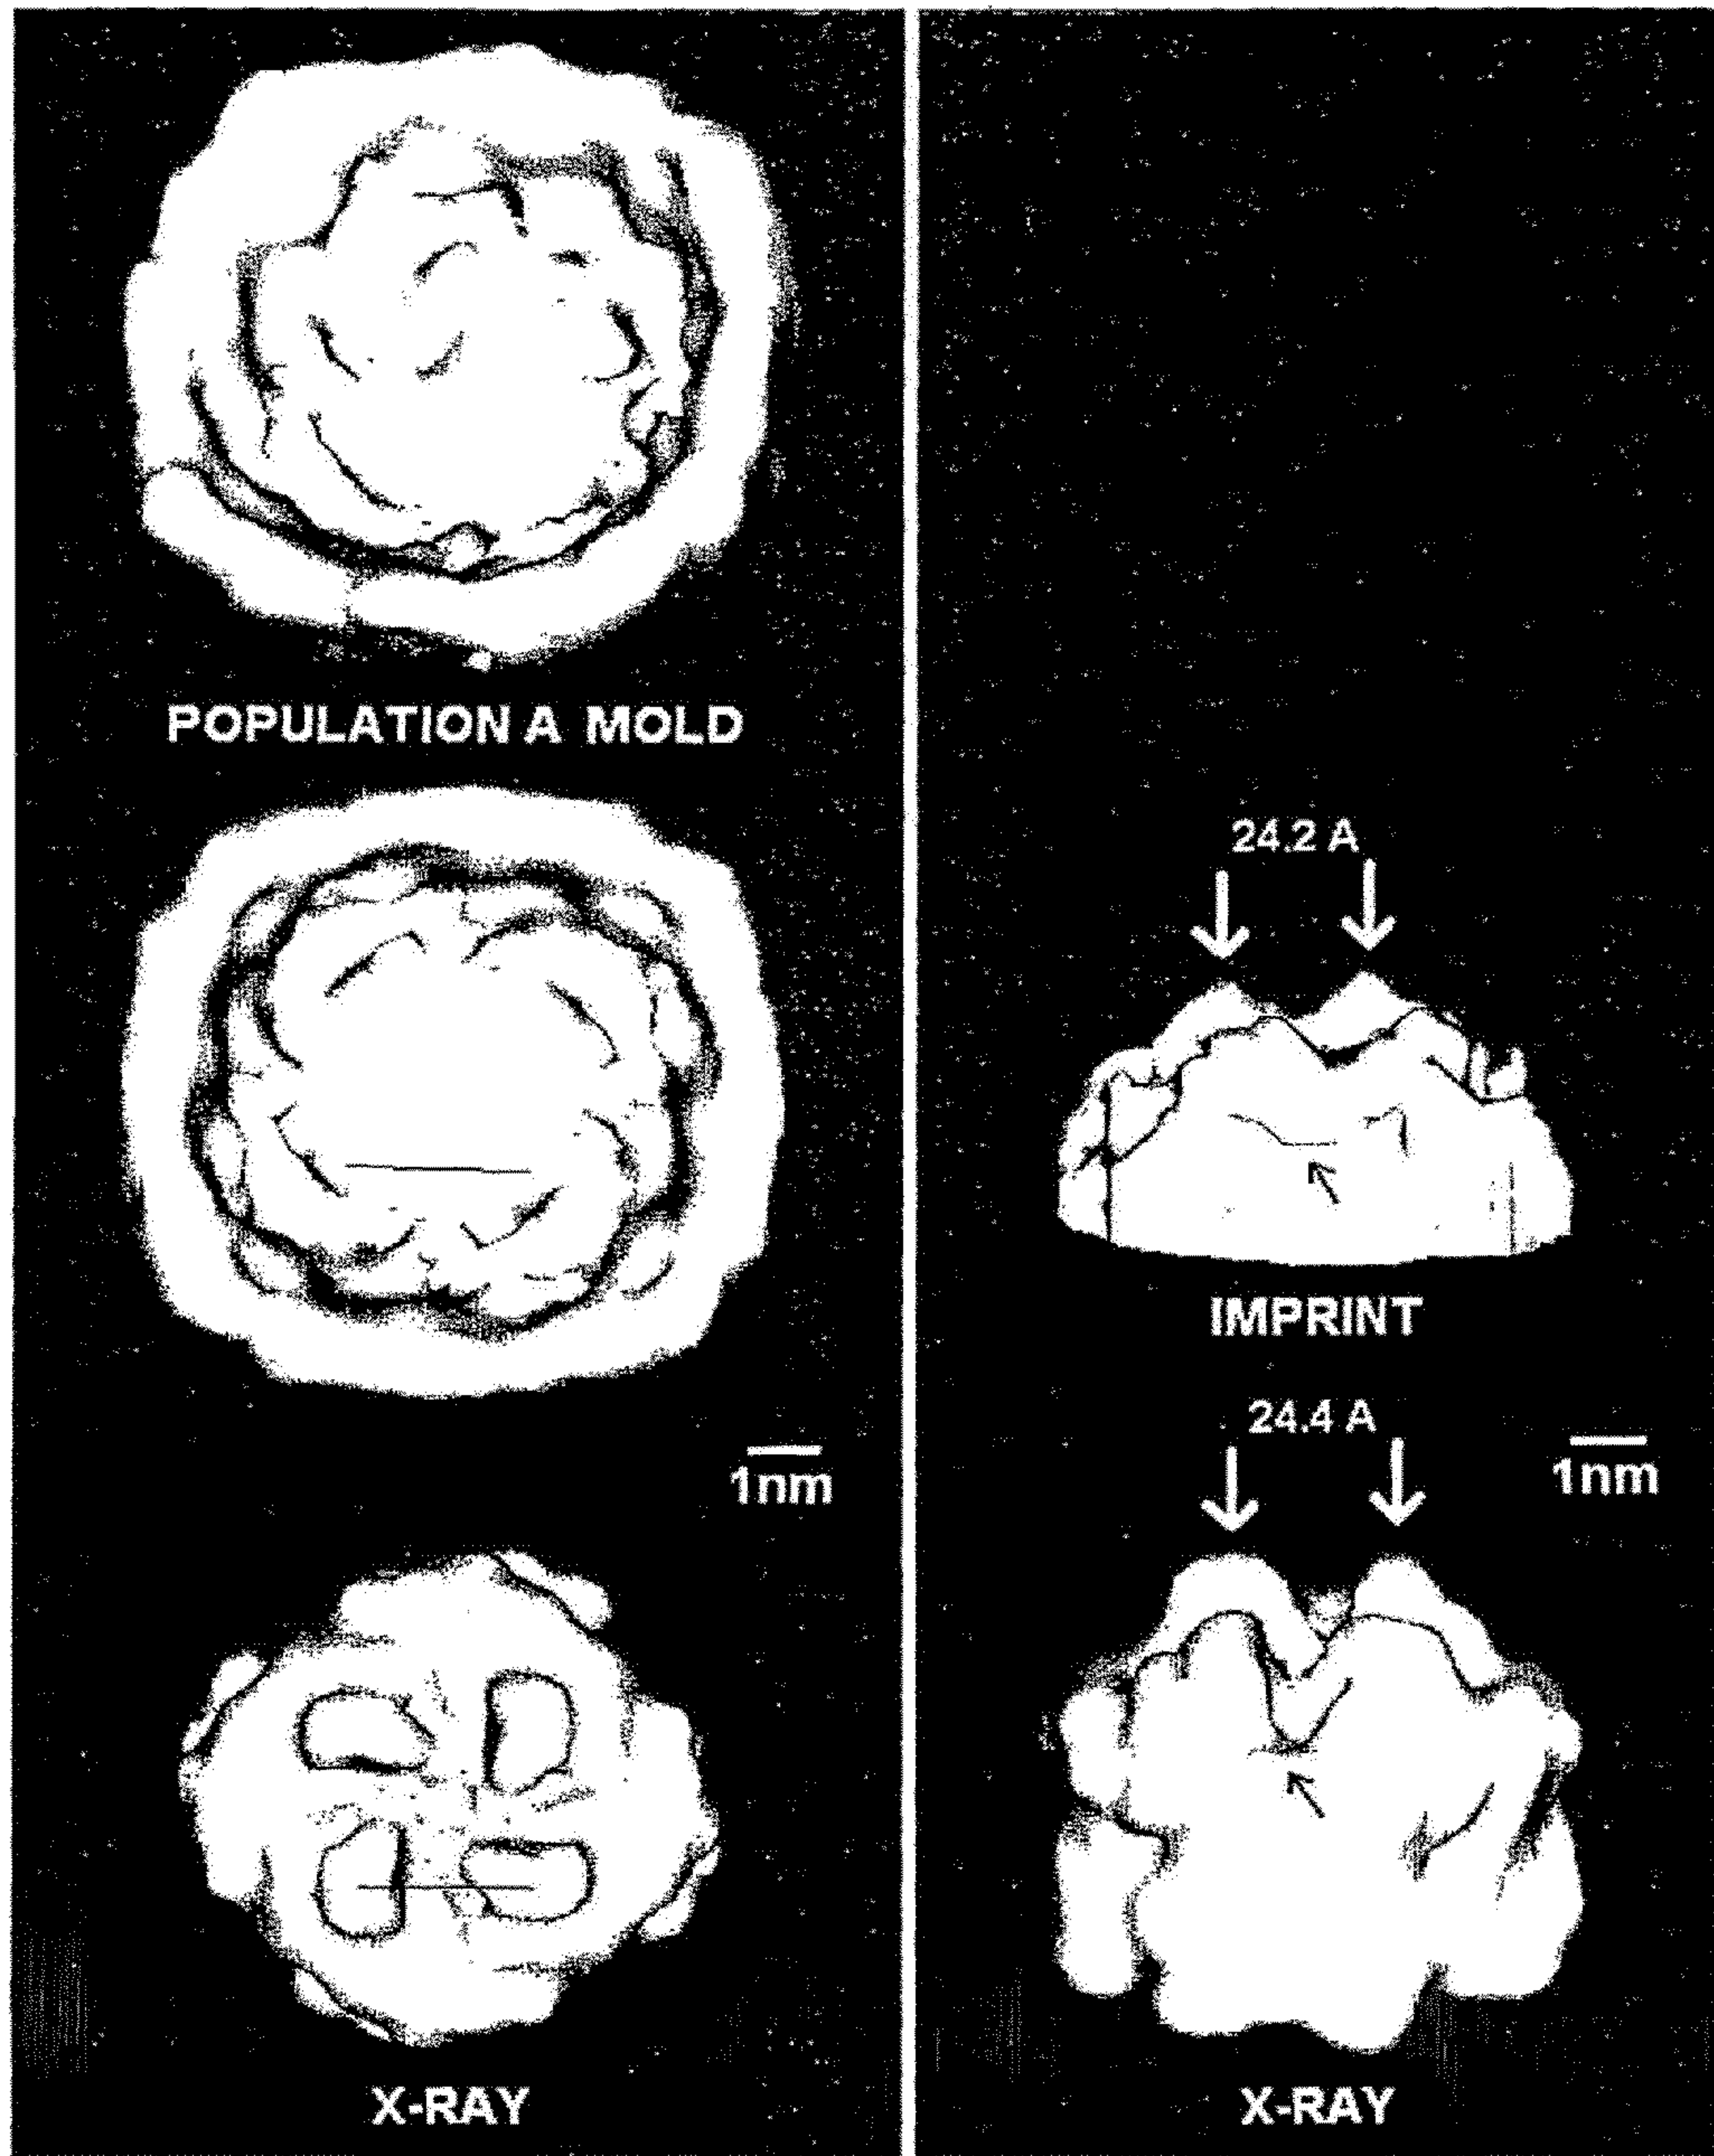 POPULATION A MOLD
1nm
X-RAY
24.2 A
IMPRINT
24.4 A
1nm
X-RAY